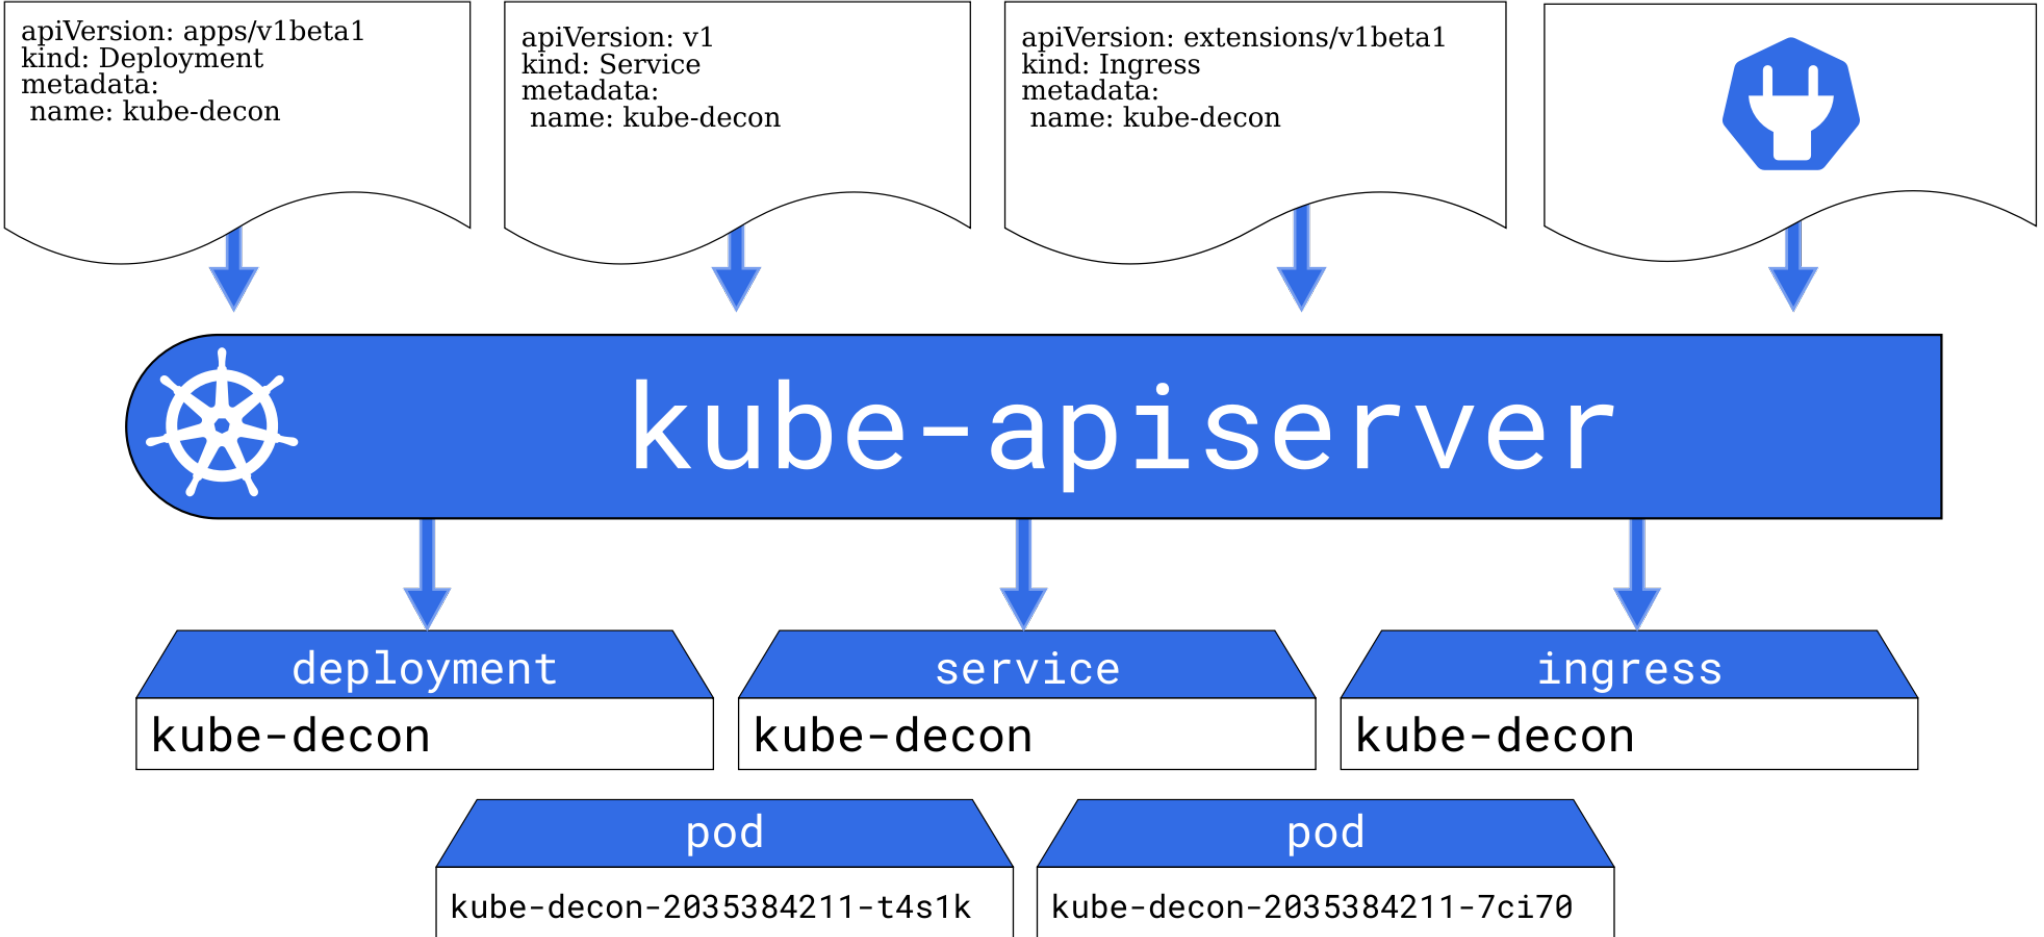 apiVersion: apps/v1beta1
kind: Deployment
metadata:
 name: kube-decon
apiVersion: v1
kind: Service
metadata:
 name: kube-decon
apiVersion: extensions/v1beta1
kind: Ingress
metadata:
 name: kube-decon
kube-apiserver
deployment
kube-decon
service
kube-decon
ingress
kube-decon
pod
kube-decon-2035384211-t4s1k
pod
kube-decon-2035384211-7ci70